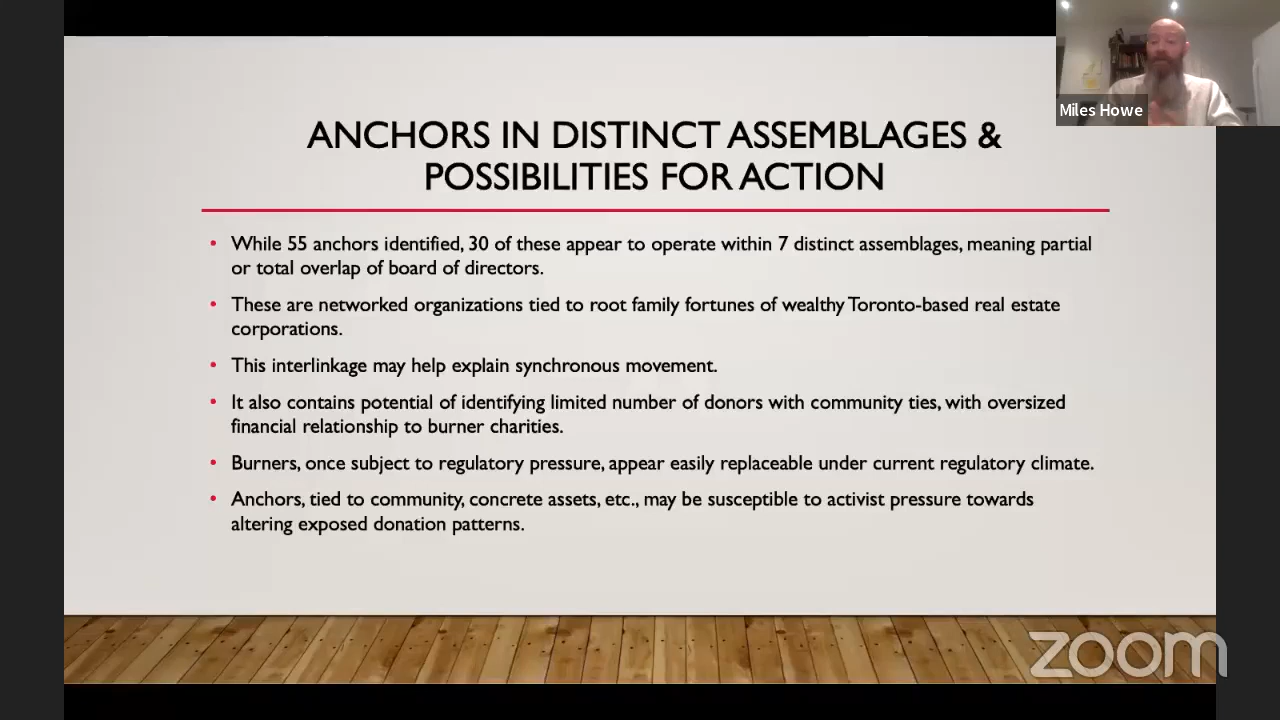 Miles Howe
ANCHORS IN DISTINCT ASSEMBLAGES &
POSSIBILITIES FOR ACTION
• While 55 anchors identified, 30 of these appear to operate within 7 distinct assemblages, meaning partial
or total overlap of board of directors.
• These are networked organizations tied to root family fortunes of wealthy Toronto-based real estate
corporations.
• This interlinkage may help explain synchronous movement.
• It also contains potential of identifying limited number of donors with community ties, with oversized
financial relationship to burner charities.
• Burners, once subject to regulatory pressure, appear easily replaceable under current regulatory climate.
• Anchors, tied to community, concrete assets, etc., may be susceptible to activist pressure towards
altering exposed donation patterns.
zoom